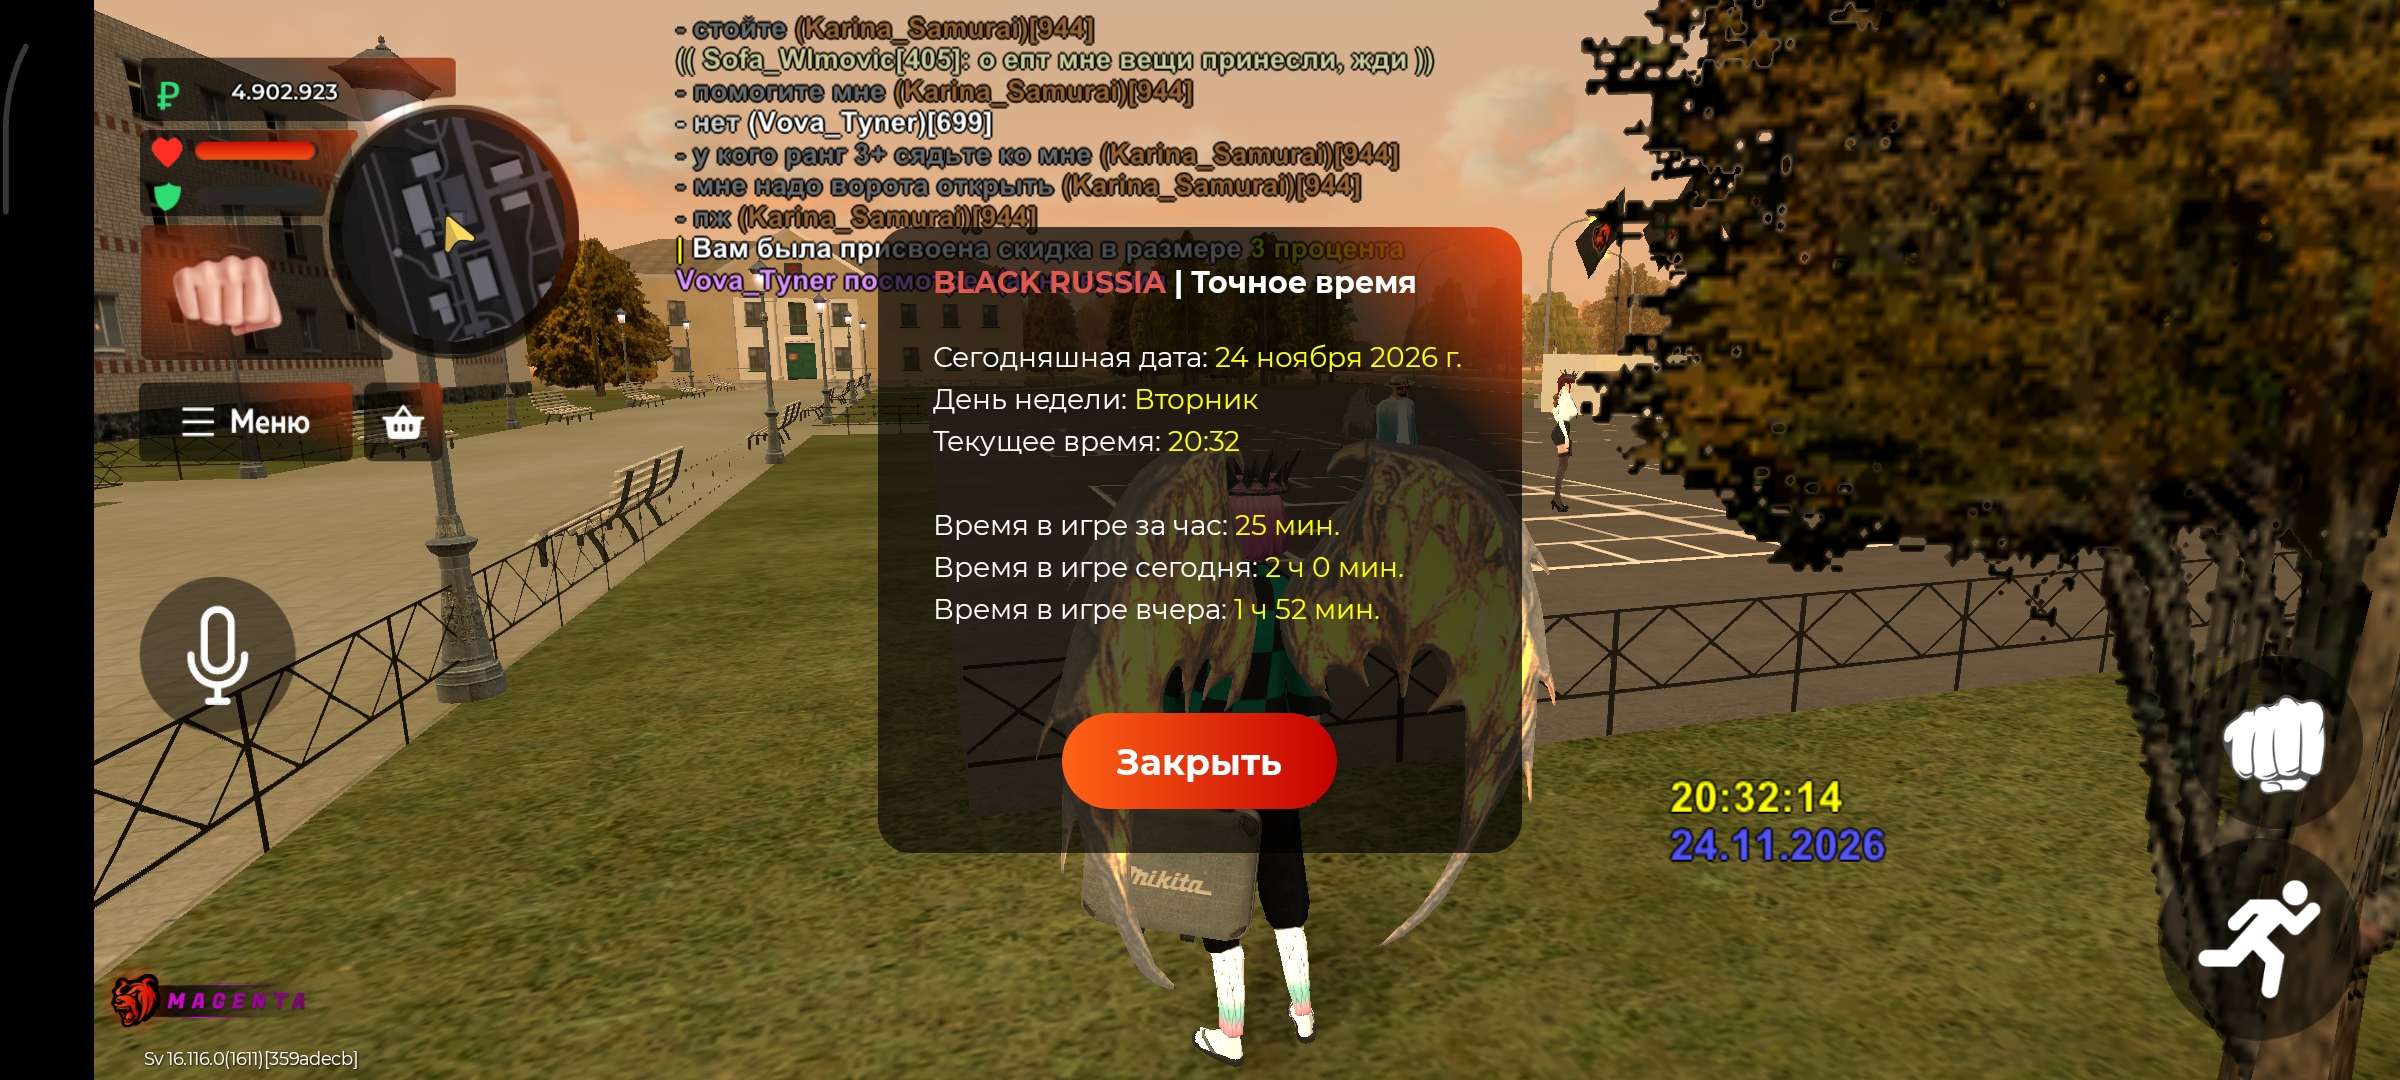 - стойте (Karina_Samurai)[944]
(( Sofa_Wlmovic[405]: о епт мне вещи принесли, жди ))
- помогите мне (Karina_Samurai)[944]
- нет (Vova_Tyner)[699]
- у кого ранг 3+ сядьте ко мне (Karina_Samurai)[944]
- мне надо ворота открыть (Karina_Samurai)[944]
- пж (Karina_Samurai)[944]
| Вам была присвоена скидка в размере 3 процента
Vova_Tyner
4.902.923
Меню
BLACK RUSSIA | Точное время
Сегодняшная дата: 24 ноября 2026 г.
День недели: Вторник
Текущее время: 20:32
Время в игре за час: 25 мин.
Время в игре сегодня: 2 ч 0 мин.
Время в игре вчера: 1 ч 52 мин.
Закрыть
20:32:14
24.11.2026
mikita
MAGENTA
Sv 16.116.0(1611)[359adecb]